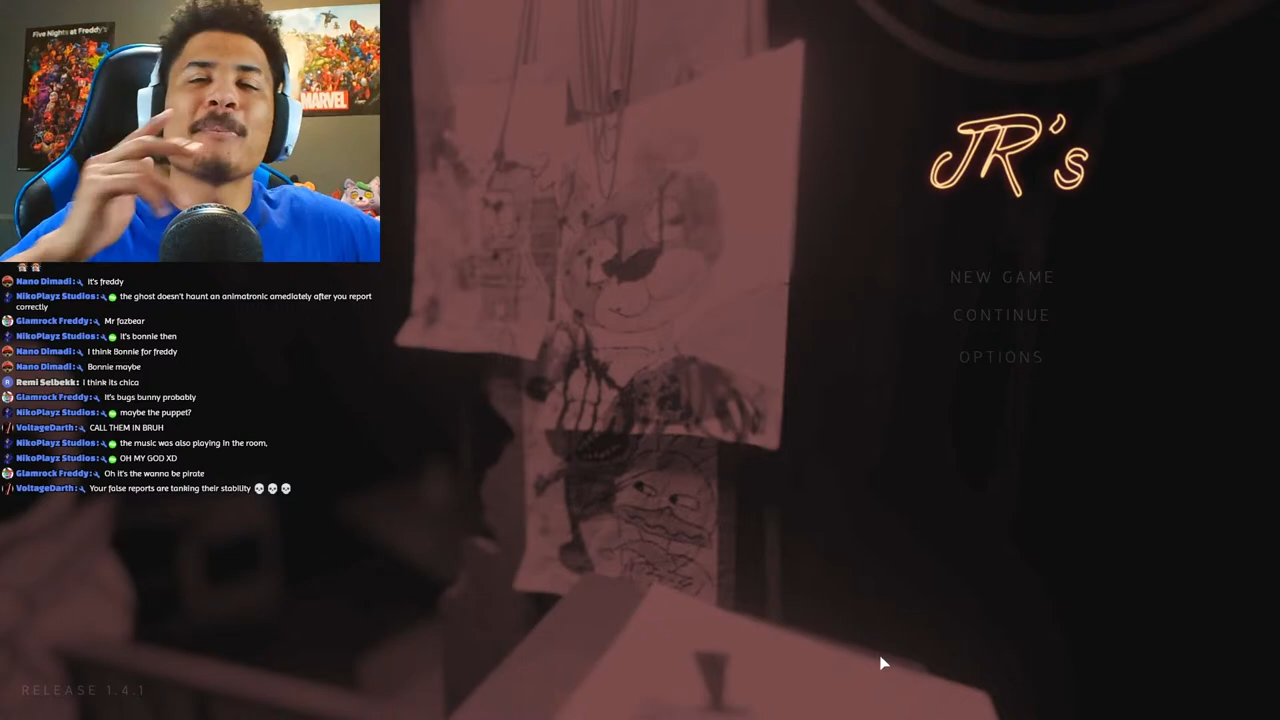 Five Nights at Freddy's
MARVEL
JR's
NEW GAME
CONTINUE
OPTIONS
Nano Dimadi: It's freddy
NikoPlayz Studios: the ghost doesn't haunt an animatronic amediately after you report
correctly
Glamrock Freddy: Mr fazbear
NikoPlayz Studios: it's bonnie then
Nano Dimadi: I think Bonnie for freddy
Nano Dimadi: Bonnie maybe
R Remi Selbekk: i think its chica
Glamrock Freddy: It's bugs bunny probably
NikoPlayz Studios: maybe the puppet?
VoltageDarth: CALL THEM IN BRUH
NikoPlayz Studios: the music was also playing in the room,
NikoPlayz Studios: OH MY GOD XD
Glamrock Freddy: Oh it's the wanna be pirate
VoltageDarth: Your false reports are tanking their stability 💀 💀 💀
RELEASE 1.4.1